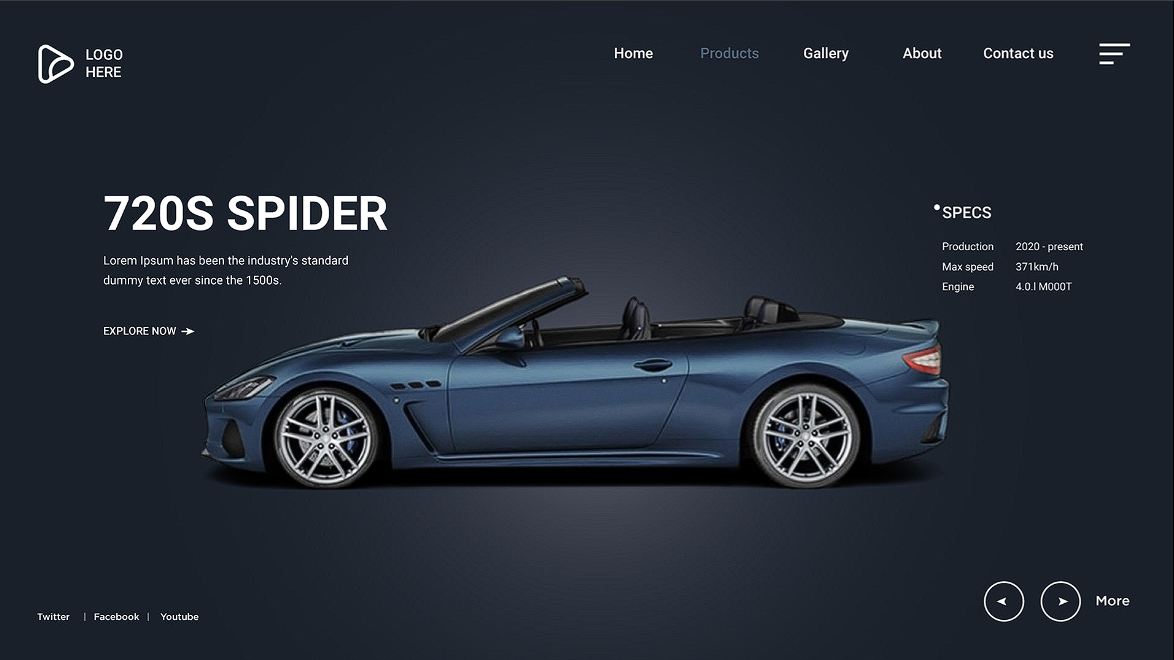 LOGO
HERE
Home Products Gallery About Contact us
720S SPIDER
Lorem Ipsum has been the industry's standard
dummy text ever since the 1500s.
EXPLORE NOW
SPECS
Production 2020 - present
Max speed 371km/h
Engine 4.0.l M000T
Twitter | Facebook | Youtube
More